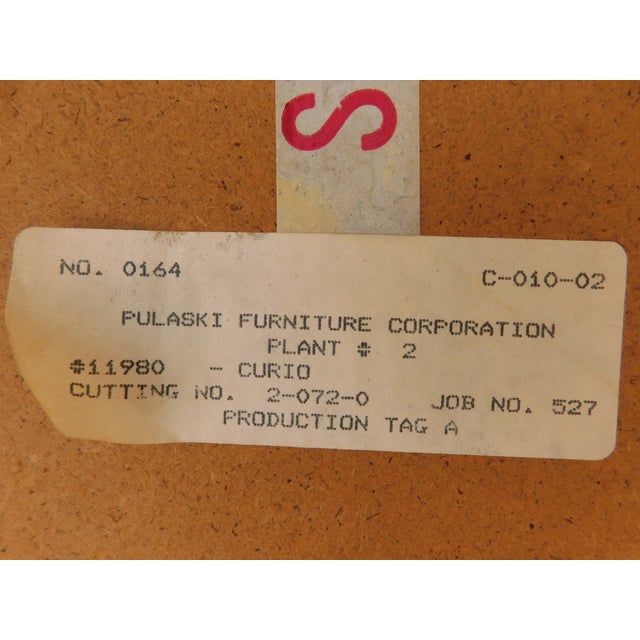 S
NO. 0164 C-010-02
PULASKI FURNITURE CORPORATION
PLANT # 2
#11980 - CURIO
CUTTING NO. 2-072-0 JOB NO. 527
PRODUCTION TAG A